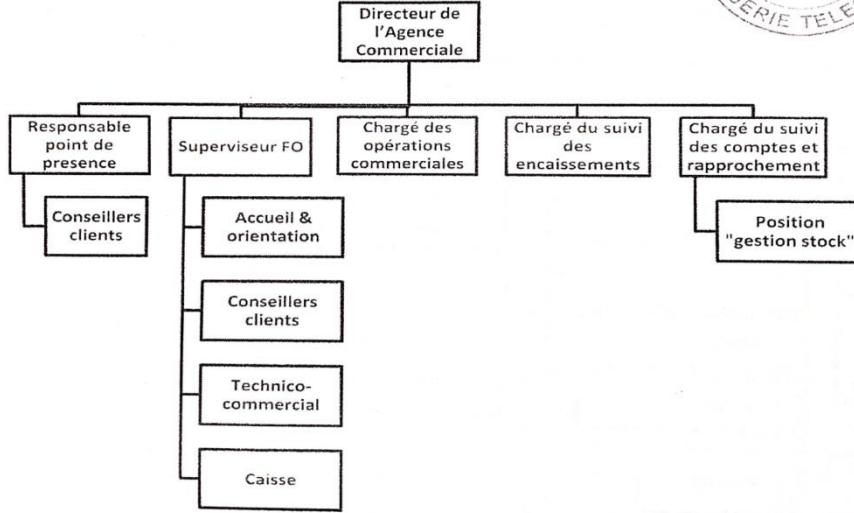 ERIE TELE
Directeur de
l'Agence
Commerciale
Responsable
point de
presence
Superviseur FO
Chargé des
opérations
commerciales
Chargé du suivi
des
encaissements
Chargé du suivi
des comptes et
rapprochement
Conseillers
clients
Accueil &
orientation
Position
"gestion stock"
Conseillers
clients
Technico-
commercial
Caisse